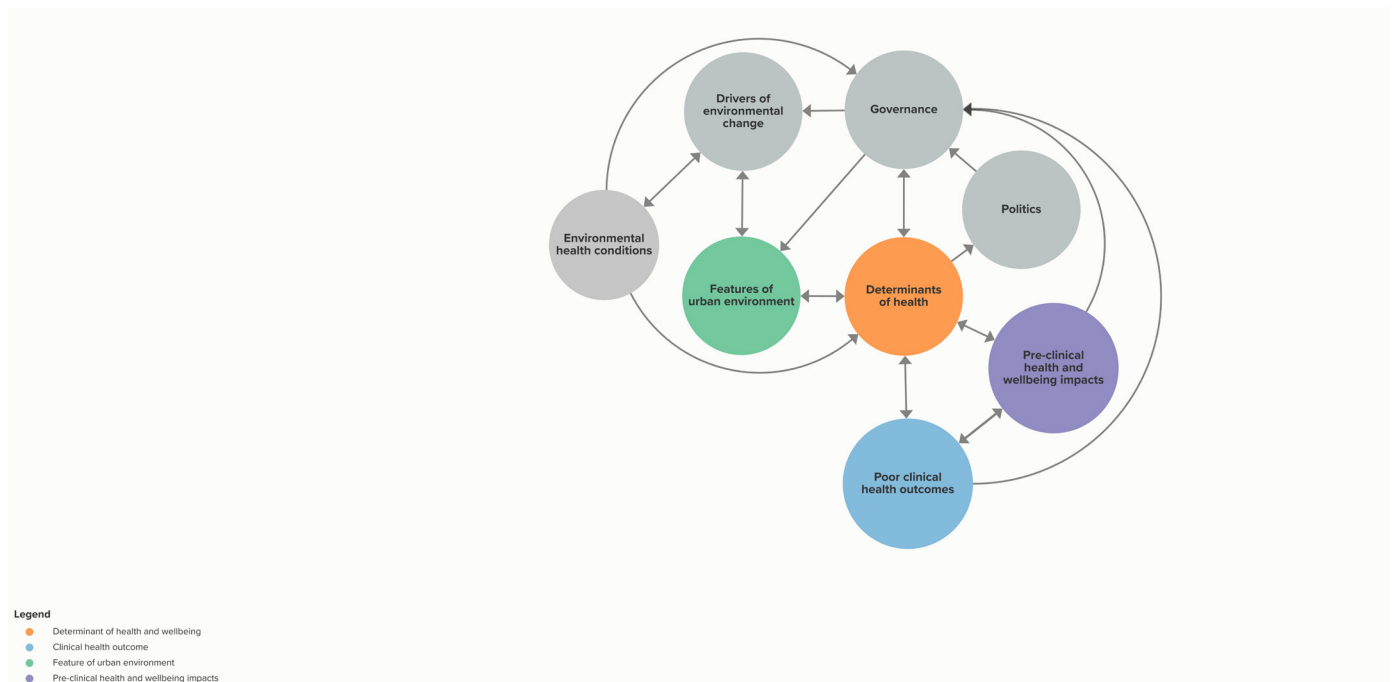 Drivers of
environmental
change
Governance
Politics
Environmental
health conditions
Features of
urban environment
Determinants
of health
Pre-clinical
health and
wellbeing impacts
Poor clinical
health outcomes
Legend
Determinant of health and wellbeing
Clinical health outcome
Feature of urban environment
Pre-clinical health and wellbeing impacts